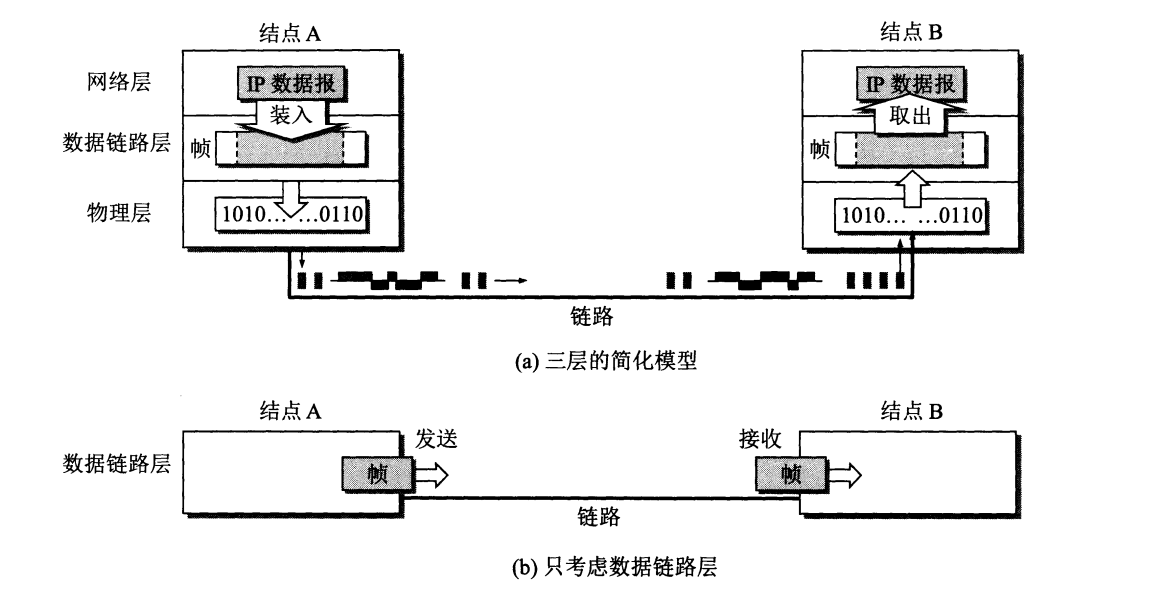 结点 A
结点 B
网络层
IP 数据报
IP 数据报
装入
取出
数据链路层
帧
帧
物理层
1010… …0110
1010… …0110
链路
(a) 三层的简化模型
结点 A
结点 B
发送
接收
数据链路层
帧
帧
链路
(b) 只考虑数据链路层